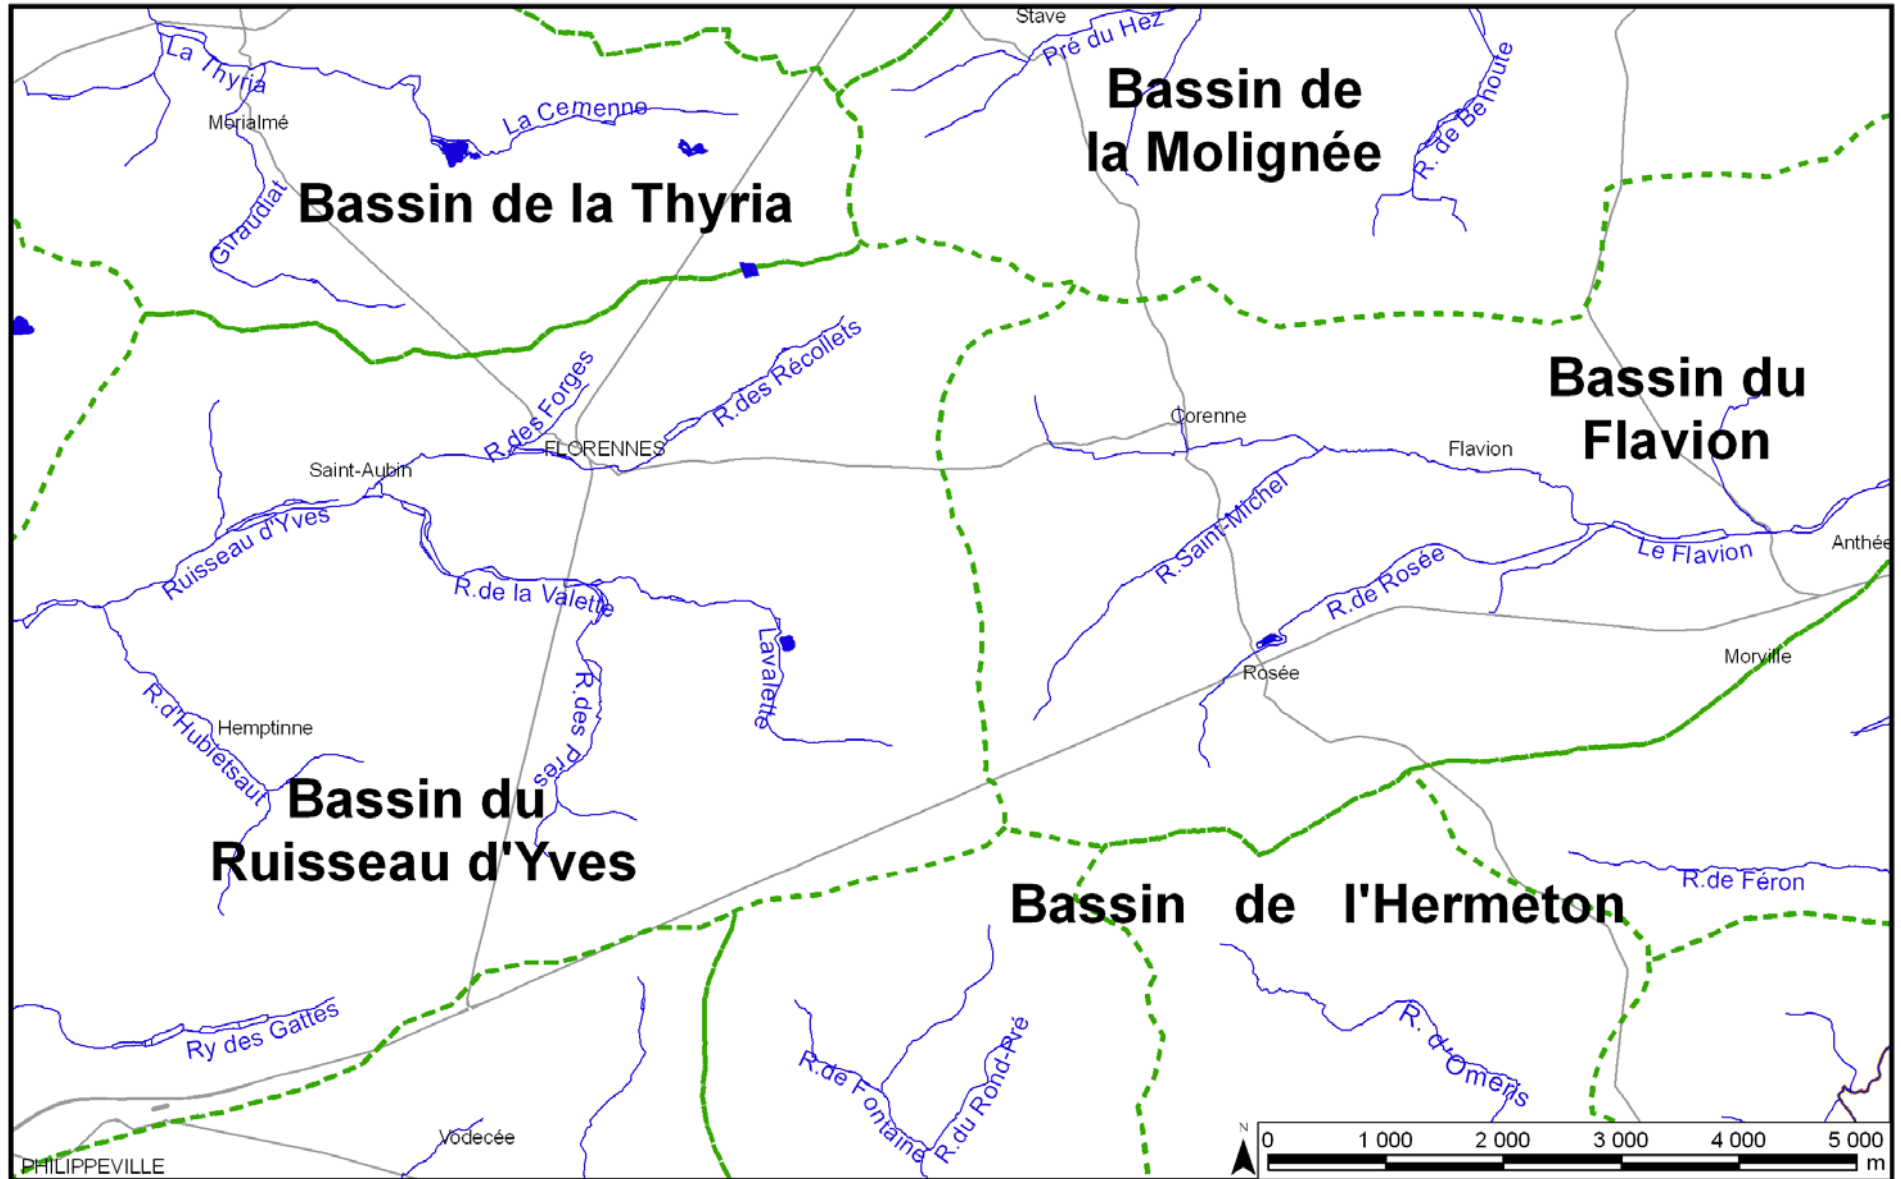 Stave
Pré du Hez
La Thyria
Bassin de
la Molignée
R. de Behoute
La Cemenne
Morialmé
Giraudiat
Bassin de la Thyria
R.des Forges
R.des Récollets
Bassin du
Flavion
Corenne
FLORENNES
Flavion
Saint-Aubin
Ruisseau d'Yves
R.Saint-Michel
Le Flavion
Anthée
R.de la Valette
R.de Rosée
Lavalette
Morville
Rosée
R.d'Hubietsaut
Hemptinne
R.des Prés
Bassin du
Ruisseau d'Yves
R.de Féron
Bassin de l'Hermeton
Ry des Gattes
R.de Fontaine
R.du Rond-Pré
R. d'Omeris
Vodecée
PHILIPPEVILLE
N
0 1 000 2 000 3 000 4 000 5 000
m